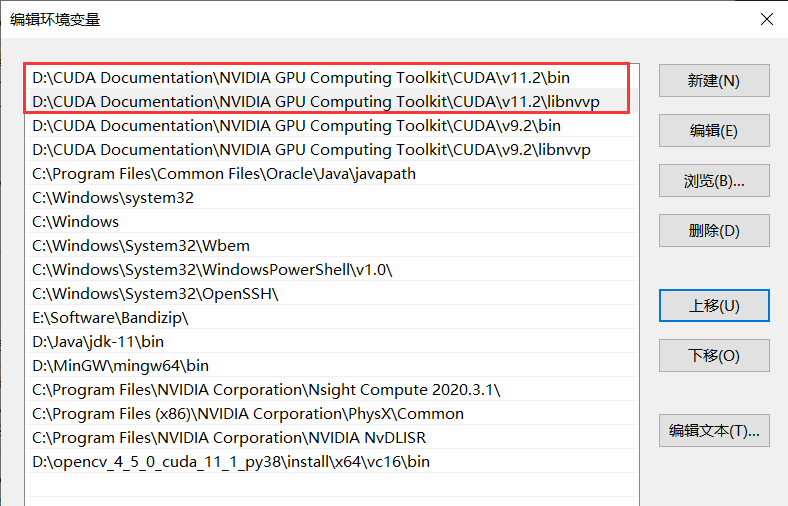 编辑环境变量
D:\CUDA Documentation\NVIDIA GPU Computing Toolkit\CUDA\v11.2\bin
D:\CUDA Documentation\NVIDIA GPU Computing Toolkit\CUDA\v11.2\libnvvp
D:\CUDA Documentation\NVIDIA GPU Computing Toolkit\CUDA\v9.2\bin
D:\CUDA Documentation\NVIDIA GPU Computing Toolkit\CUDA\v9.2\libnvvp
C:\Program Files\Common Files\Oracle\Java\javapath
C:\Windows\system32
C:\Windows
C:\Windows\System32\Wbem
C:\Windows\System32\WindowsPowerShell\v1.0\
C:\Windows\System32\OpenSSH\
E:\Software\Bandizip\
D:\Java\jdk-11\bin
D:\MinGW\mingw64\bin
C:\Program Files\NVIDIA Corporation\Nsight Compute 2020.3.1\
C:\Program Files (x86)\NVIDIA Corporation\PhysX\Common
C:\Program Files\NVIDIA Corporation\NVIDIA NvDLISR
D:\opencv_4_5_0_cuda_11_1_py38\install\x64\vc16\bin
新建(N)
编辑(E)
浏览(B)...
删除(D)
上移(U)
下移(O)
编辑文本(T)...